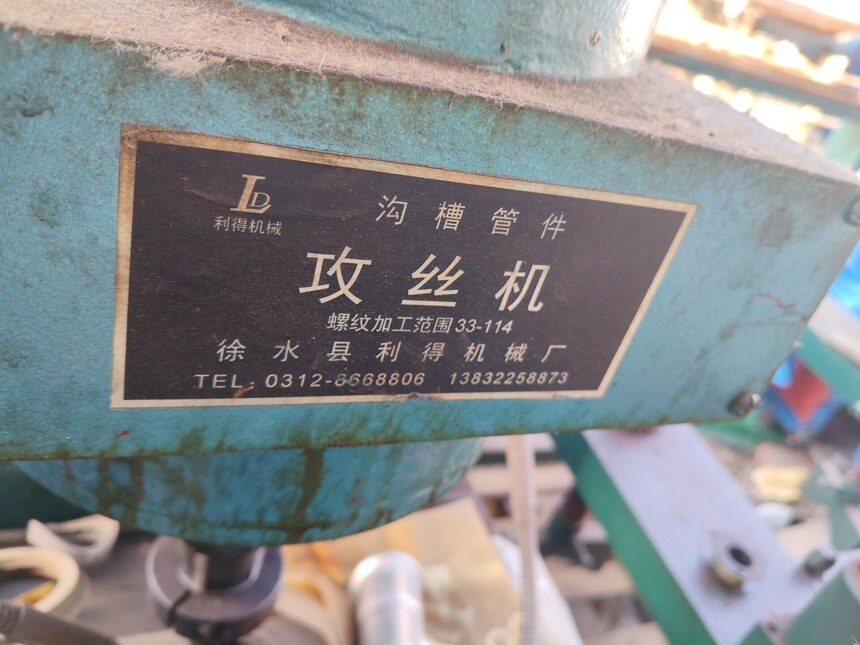 LD
利得机械
沟槽管件
攻丝机
螺纹加工范围33-114
徐水县利得机械厂
TEL：0312-8668806 13832258873